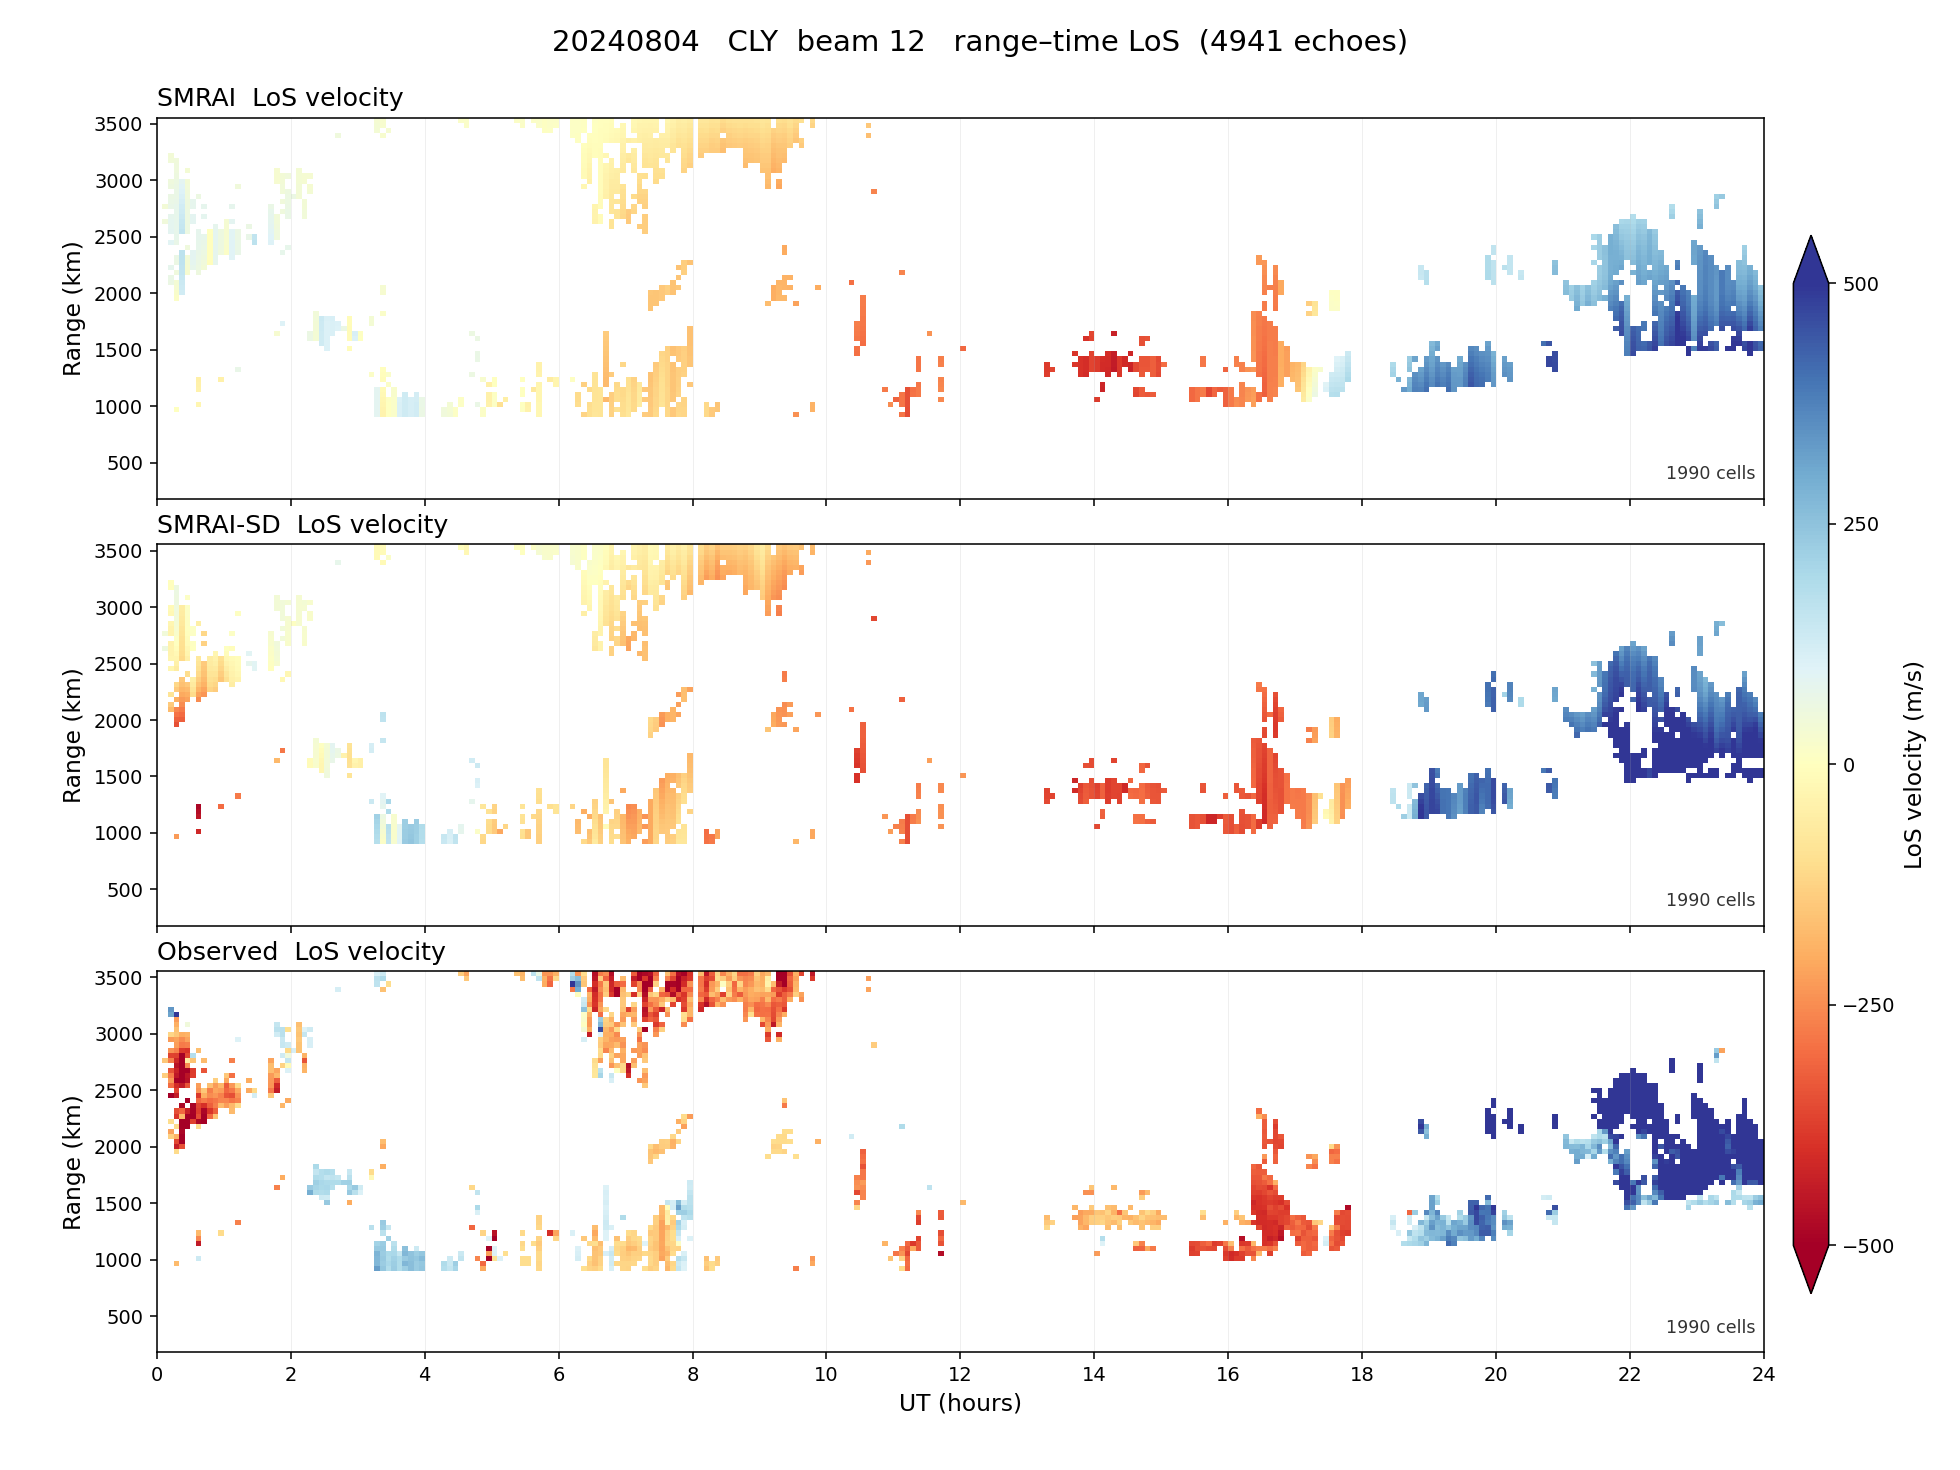 20240804 CLY beam 12 range–time LoS (4941 echoes)
SMRAI LoS velocity
3500
3000
2500
2000
1500
1000
500
Range (km)
1990 cells
SMRAI-SD LoS velocity
3500
3000
2500
2000
1500
1000
500
Range (km)
1990 cells
Observed LoS velocity
3500
3000
2500
2000
1500
1000
500
Range (km)
1990 cells
0 2 4 6 8 10 12 14 16 18 20 22 24
UT (hours)
500
250
0
−250
−500
LoS velocity (m/s)